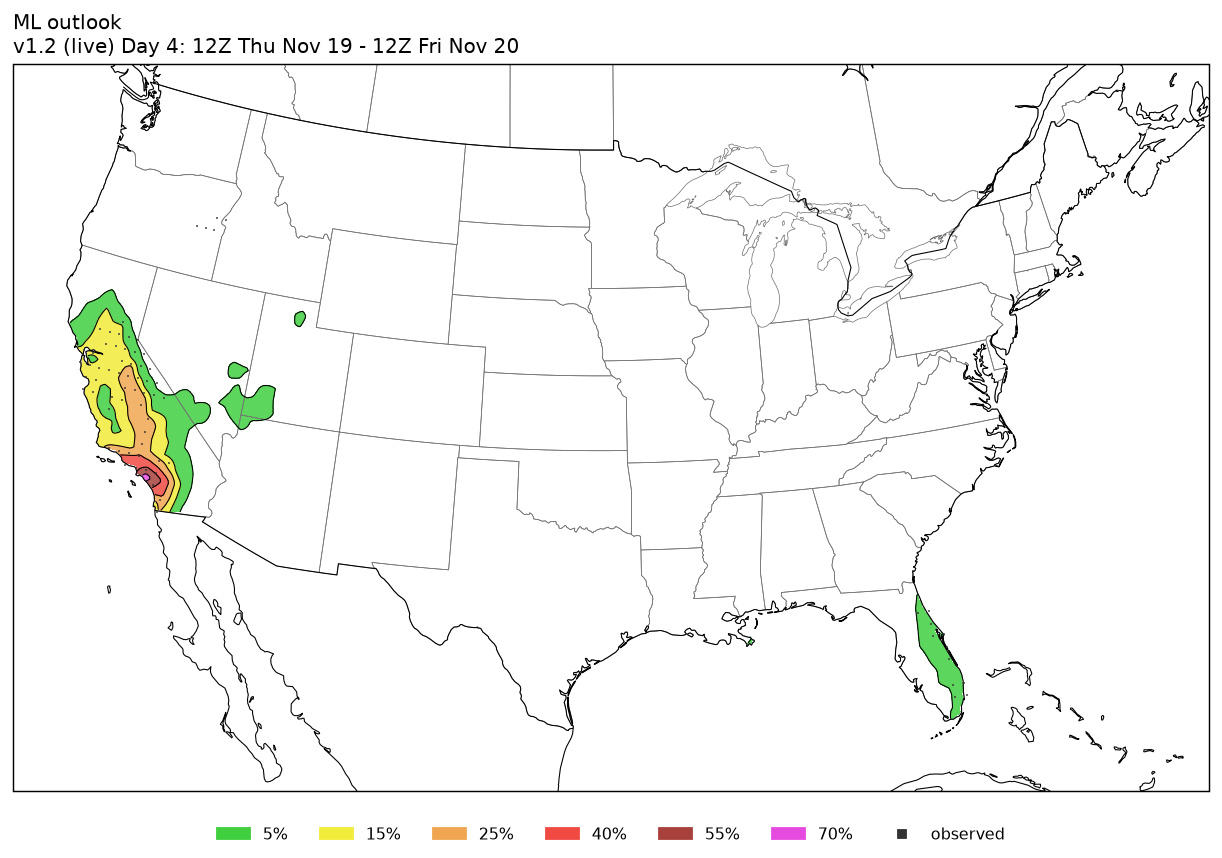 ML outlook
v1.2 (live) Day 4: 12Z Thu Nov 19 - 12Z Fri Nov 20
5% 15% 25% 40% 55% 70% observed